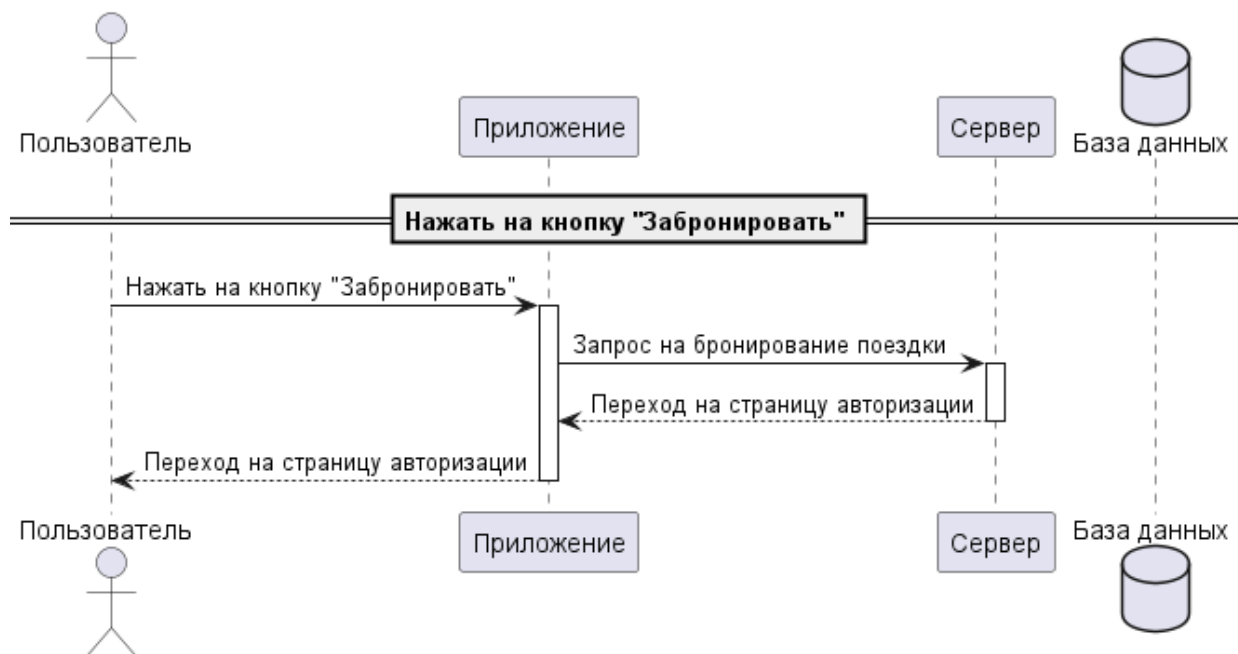 Пользователь
Приложение
Сервер
База данных
Нажать на кнопку "Забронировать"
Нажать на кнопку "Забронировать"
Запрос на бронирование поездки
Переход на страницу авторизации
Переход на страницу авторизации
Пользователь
Приложение
Сервер
База данных